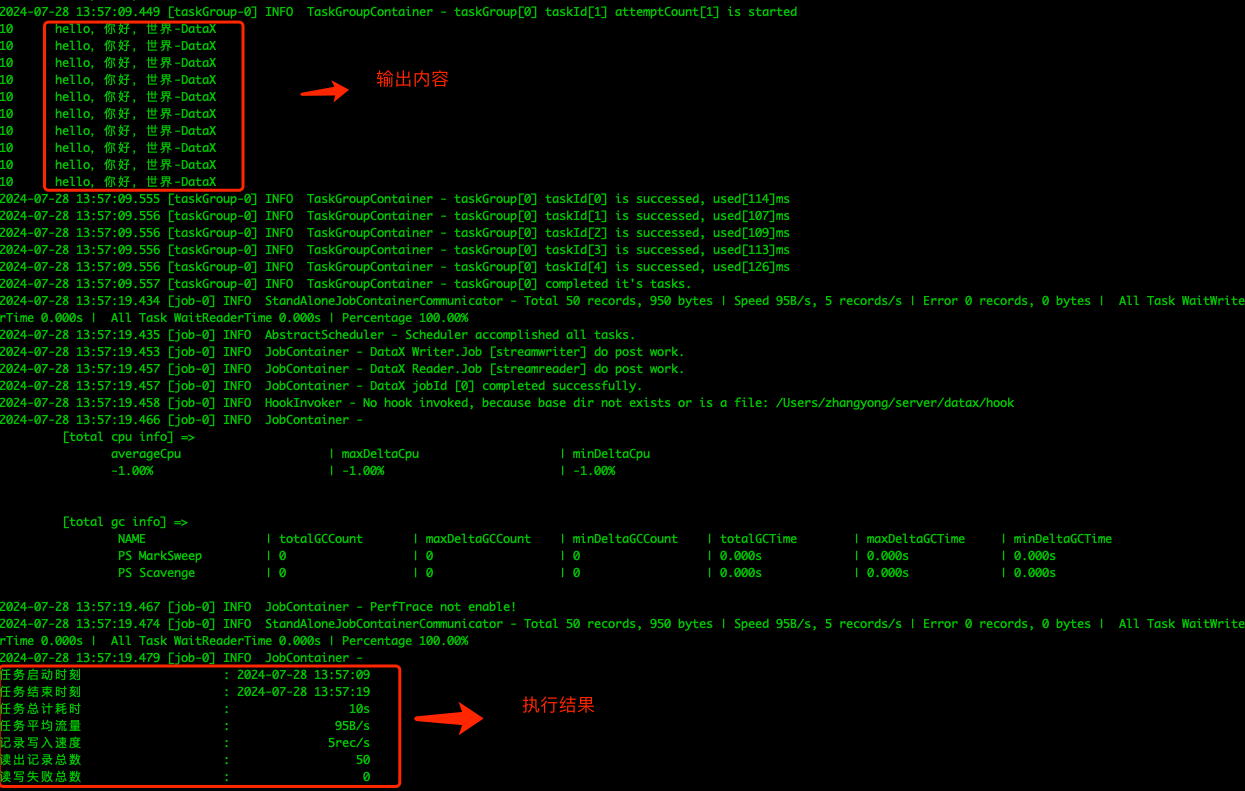 2024-07-28 13:57:09.449 [taskGroup-0] INFO  TaskGroupContainer - taskGroup[0] taskId[1] attemptCount[1] is started
10      hello, 你好, 世界-DataX
10      hello, 你好, 世界-DataX
10      hello, 你好, 世界-DataX
10      hello, 你好, 世界-DataX
10      hello, 你好, 世界-DataX
10      hello, 你好, 世界-DataX
10      hello, 你好, 世界-DataX
10      hello, 你好, 世界-DataX
10      hello, 你好, 世界-DataX
10      hello, 你好, 世界-DataX
输出内容
2024-07-28 13:57:09.555 [taskGroup-0] INFO  TaskGroupContainer - taskGroup[0] taskId[0] is successed, used[114]ms
2024-07-28 13:57:09.556 [taskGroup-0] INFO  TaskGroupContainer - taskGroup[0] taskId[1] is successed, used[107]ms
2024-07-28 13:57:09.556 [taskGroup-0] INFO  TaskGroupContainer - taskGroup[0] taskId[2] is successed, used[109]ms
2024-07-28 13:57:09.556 [taskGroup-0] INFO  TaskGroupContainer - taskGroup[0] taskId[3] is successed, used[113]ms
2024-07-28 13:57:09.556 [taskGroup-0] INFO  TaskGroupContainer - taskGroup[0] taskId[4] is successed, used[126]ms
2024-07-28 13:57:09.557 [taskGroup-0] INFO  TaskGroupContainer - taskGroup[0] completed it's tasks.
2024-07-28 13:57:19.434 [job-0] INFO  StandAloneJobContainerCommunicator - Total 50 records, 950 bytes | Speed 95B/s, 5 records/s | Error 0 records, 0 bytes |  All Task WaitWrite
rTime 0.000s |  All Task WaitReaderTime 0.000s | Percentage 100.00%
2024-07-28 13:57:19.435 [job-0] INFO  AbstractScheduler - Scheduler accomplished all tasks.
2024-07-28 13:57:19.453 [job-0] INFO  JobContainer - DataX Writer.Job [streamwriter] do post work.
2024-07-28 13:57:19.457 [job-0] INFO  JobContainer - DataX Reader.Job [streamreader] do post work.
2024-07-28 13:57:19.457 [job-0] INFO  JobContainer - DataX jobId [0] completed successfully.
2024-07-28 13:57:19.458 [job-0] INFO  HookInvoker - No hook invoked, because base dir not exists or is a file: /Users/zhangyong/server/datax/hook
2024-07-28 13:57:19.466 [job-0] INFO  JobContainer -
[total cpu info] =>
averageCpu | maxDeltaCpu | minDeltaCpu
-1.00% | -1.00% | -1.00%
[total gc info] =>
NAME | totalGCCount | maxDeltaGCCount | minDeltaGCCount | totalGCTime | maxDeltaGCTime | minDeltaGCTime
PS MarkSweep | 0 | 0 | 0 | 0.000s | 0.000s | 0.000s
PS Scavenge | 0 | 0 | 0 | 0.000s | 0.000s | 0.000s
2024-07-28 13:57:19.467 [job-0] INFO  JobContainer - PerfTrace not enable!
2024-07-28 13:57:19.474 [job-0] INFO  StandAloneJobContainerCommunicator - Total 50 records, 950 bytes | Speed 95B/s, 5 records/s | Error 0 records, 0 bytes |  All Task WaitWrite
rTime 0.000s |  All Task WaitReaderTime 0.000s | Percentage 100.00%
2024-07-28 13:57:19.479 [job-0] INFO  JobContainer -
任务启动时刻 : 2024-07-28 13:57:09
任务结束时刻 : 2024-07-28 13:57:19
任务总计耗时 : 10s
任务平均流量 : 95B/s
记录写入速度 : 5rec/s
读出记录总数 : 50
读写失败总数 : 0
执行结果